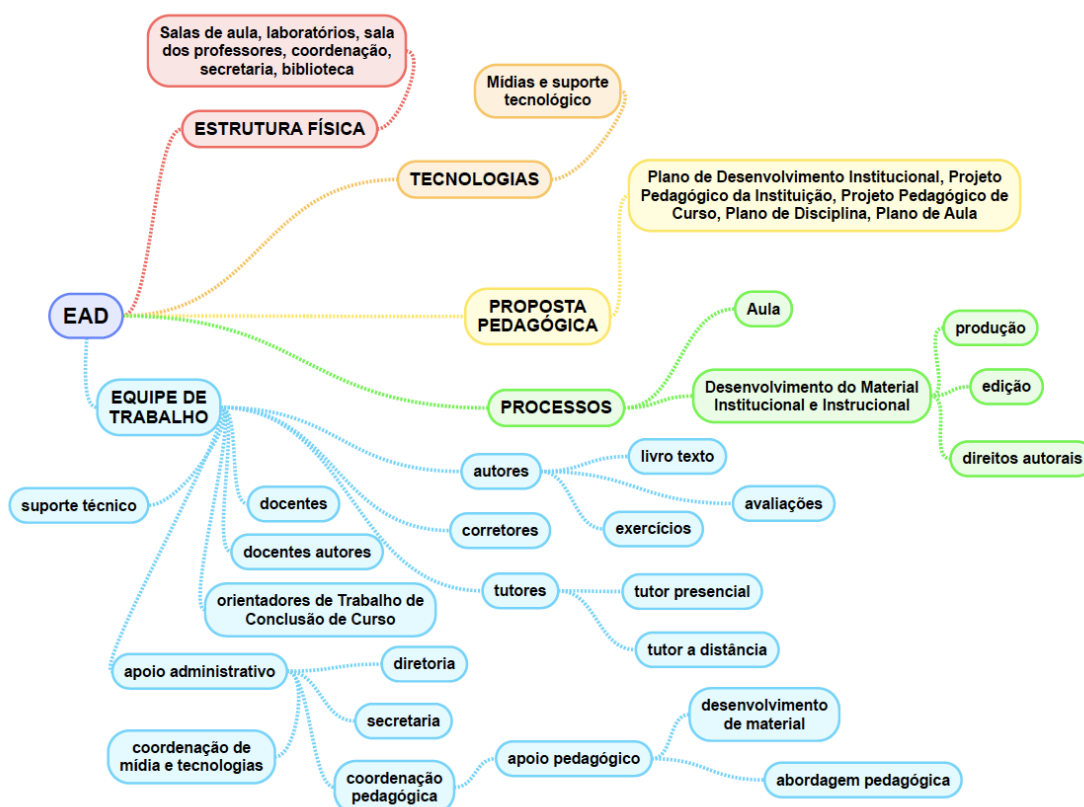 Salas de aula, laboratórios, sala
dos professores, coordenação,
secretaria, biblioteca
Mídias e suporte
tecnológico
ESTRUTURA FÍSICA
TECNOLOGIAS
Plano de Desenvolvimento Institucional, Projeto
Pedagógico da Instituição, Projeto Pedagógico de
Curso, Plano de Disciplina, Plano de Aula
EAD
PROPOSTA
PEDAGÓGICA
Aula
produção
EQUIPE DE
TRABALHO
PROCESSOS
Desenvolvimento do Material
Institucional e Instrucional
edição
direitos autorais
autores
livro texto
suporte técnico
docentes
avaliações
corretores
exercícios
docentes autores
orientadores de Trabalho de
Conclusão de Curso
tutores
tutor presencial
tutor a distância
apoio administrativo
diretoria
secretaria
desenvolvimento
de material
coordenação de
mídia e tecnologias
apoio pedagógico
coordenação
pedagógica
abordagem pedagógica